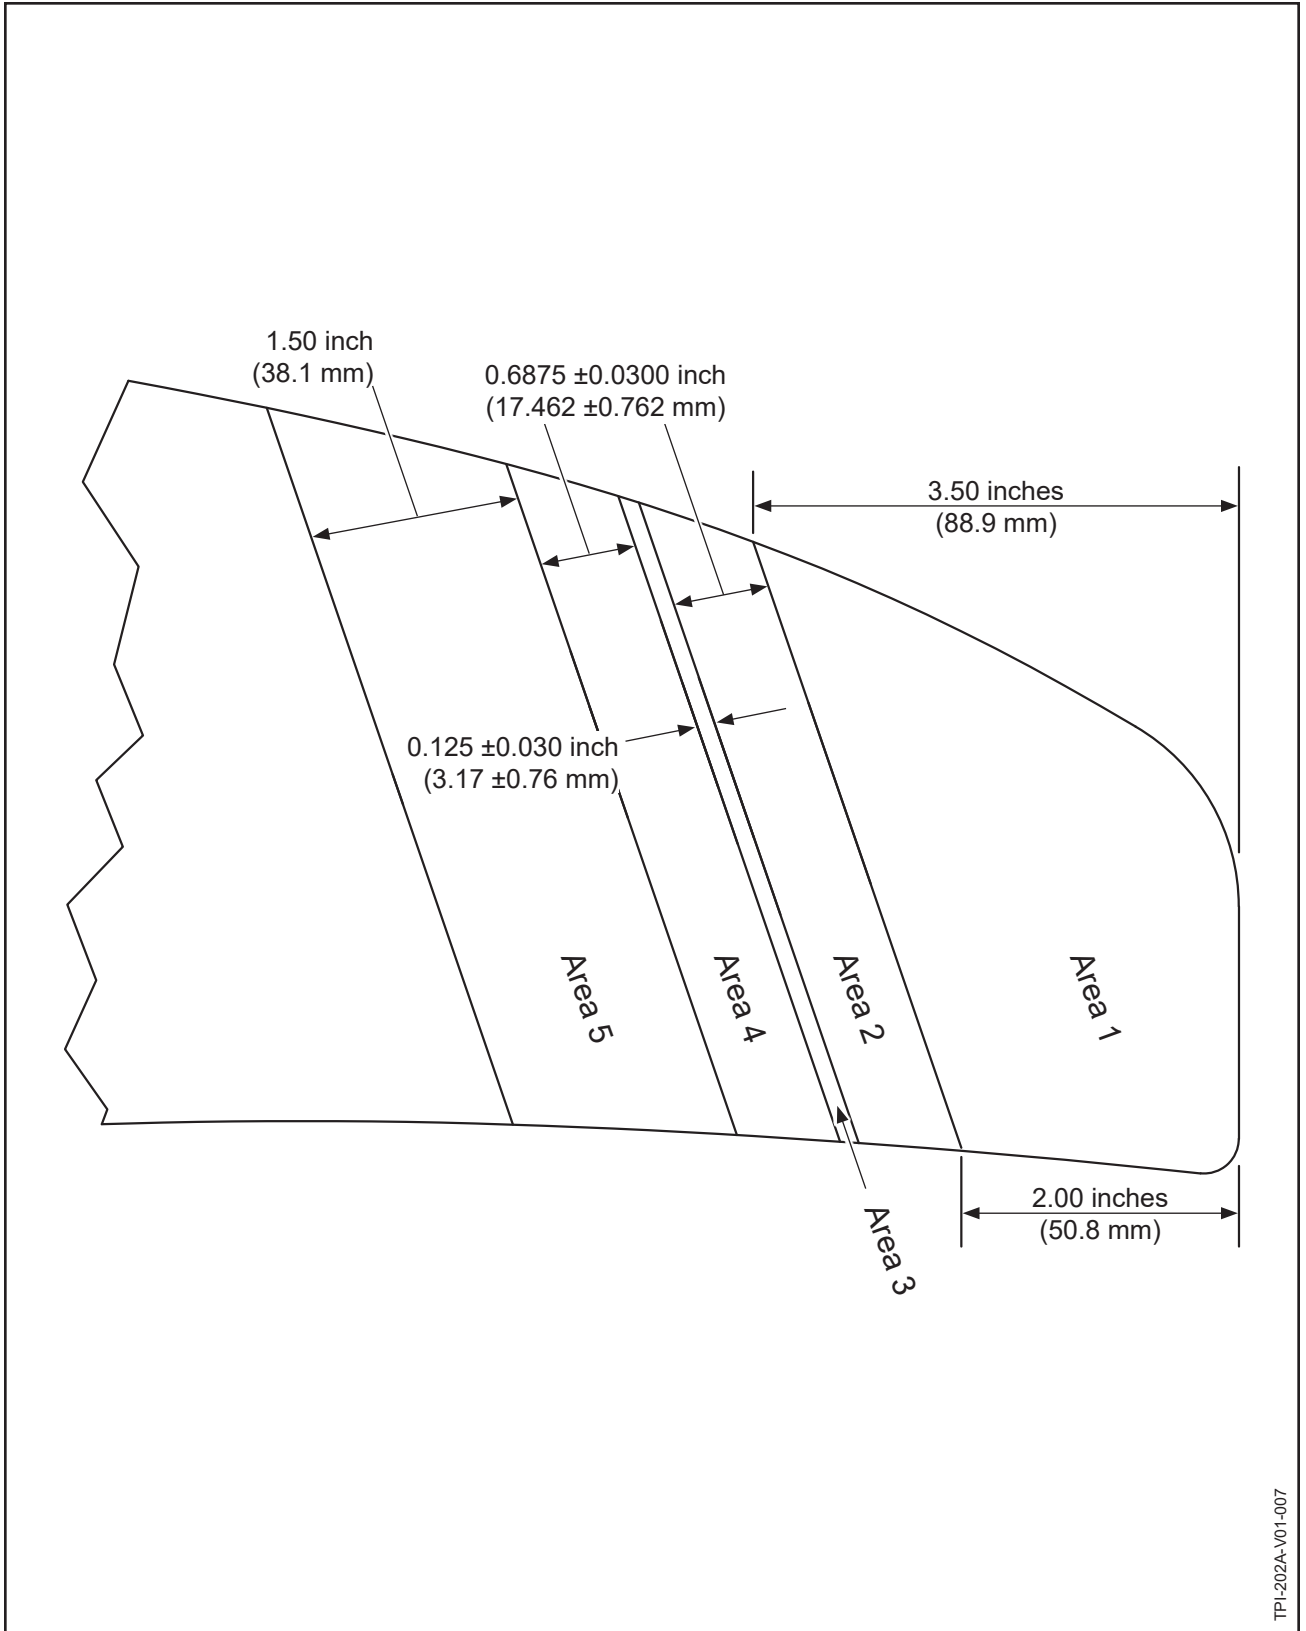 1.50 inch
(38.1 mm)
0.6875 ±0.0300 inch
(17.462 ±0.762 mm)
3.50 inches
(88.9 mm)
0.125 ±0.030 inch
(3.17 ±0.76 mm)
Area 5
Area 4
Area 2
Area 1
2.00 inches
(50.8 mm)
Area 3
TPI-202A-V01-007